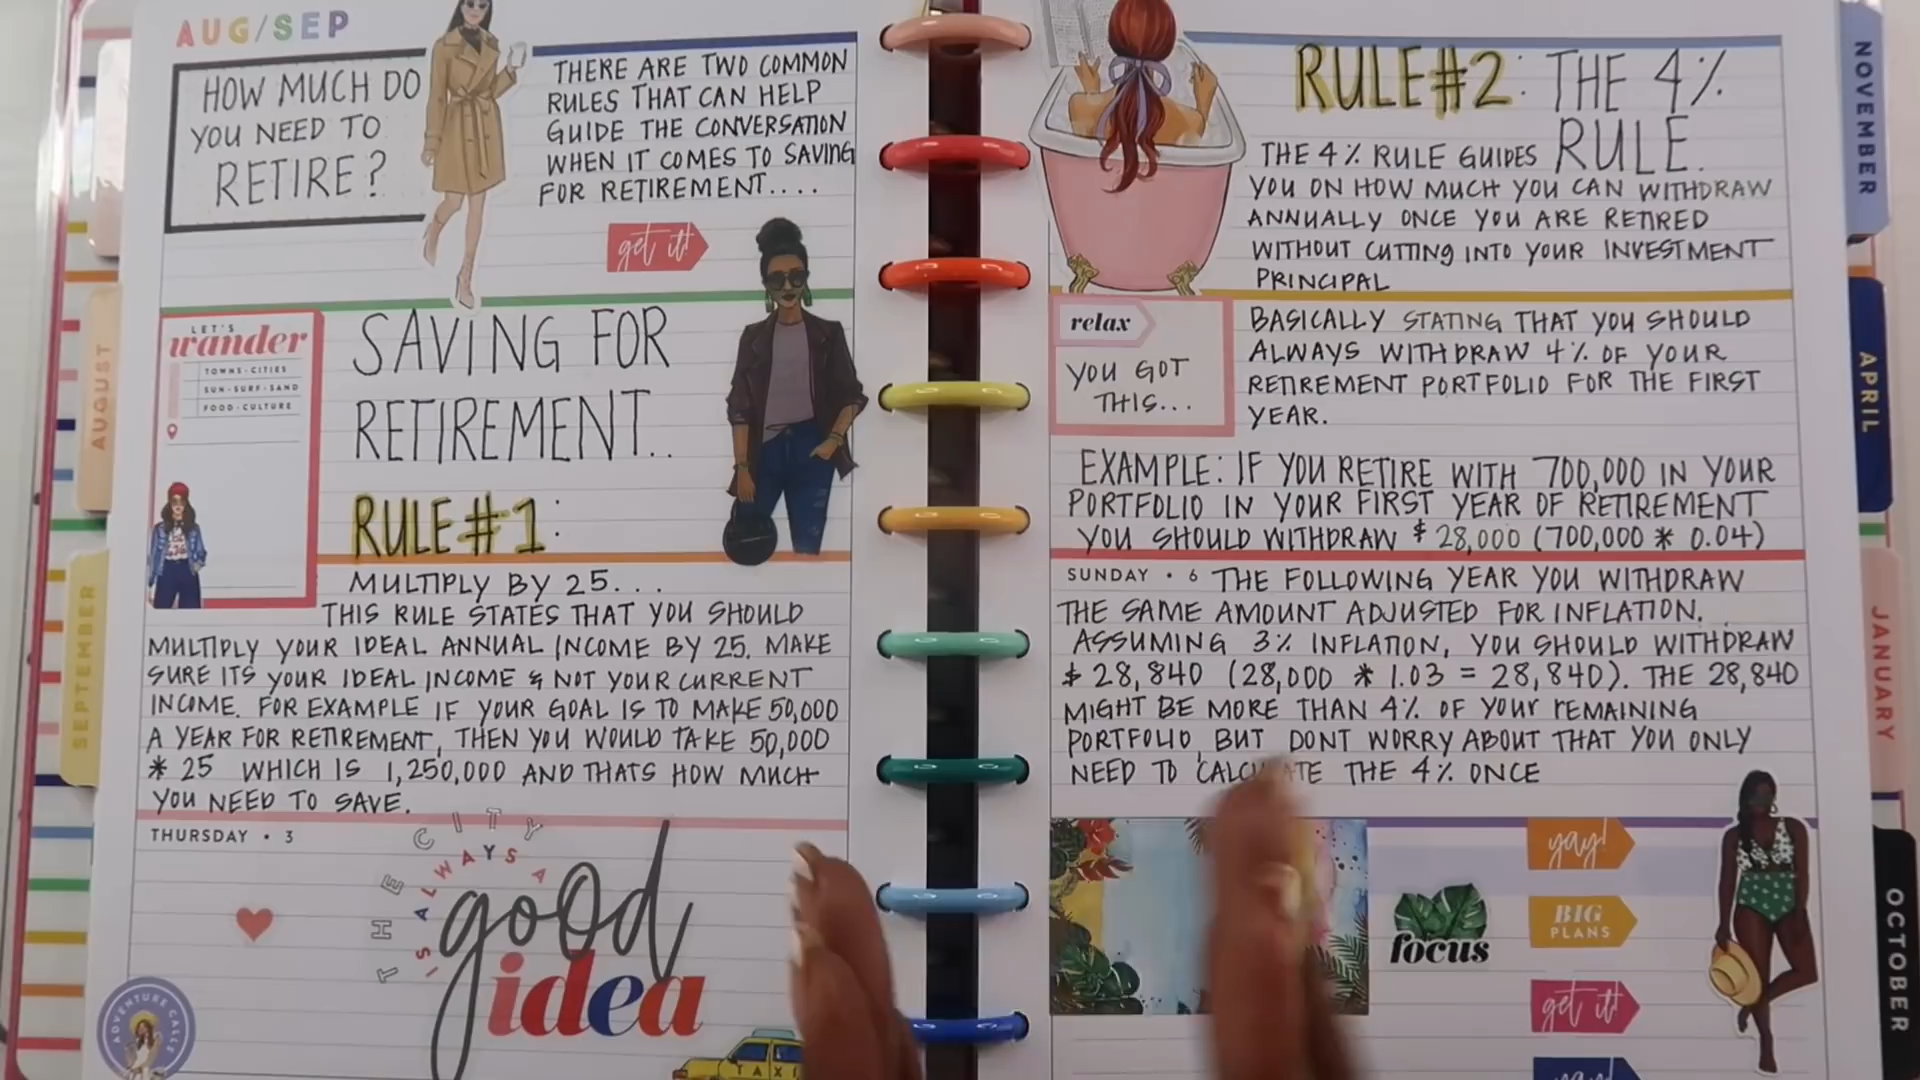 AUG/SEP
HOW MUCH DO
YOU NEED TO
RETIRE?
THERE ARE TWO COMMON
RULES THAT CAN HELP
GUIDE THE CONVERSATION
WHEN IT COMES TO SAVING
FOR RETIREMENT....
get it!
LET'S
wander
TOWNS · CITIES
SUN · SURF · SAND
FOOD · CULTURE
SAVING FOR
RETIREMENT..
RULE #1:
MULTIPLY BY 25...
THIS RULE STATES THAT YOU SHOULD
MULTIPLY YOUR IDEAL ANNUAL INCOME BY 25. MAKE
SURE ITS YOUR IDEAL INCOME & NOT YOUR CURRENT
INCOME. FOR EXAMPLE IF YOUR GOAL IS TO MAKE 50,000
A YEAR FOR RETIREMENT, THEN YOU WOULD TAKE 50,000
* 25 WHICH IS 1,250,000 AND THATS HOW MUCH
YOU NEED TO SAVE.
THURSDAY · 3
THE CITY
IS ALWAYS A
good
idea
ADVENTURE CALLS
TAXI
AUGUST
SEPTEMBER
RULE #2: THE 4%
RULE.
THE 4% RULE GUIDES
YOU ON HOW MUCH YOU CAN WITHDRAW
ANNUALLY ONCE YOU ARE RETIRED
WITHOUT CUTTING INTO YOUR INVESTMENT
PRINCIPAL
relax
YOU GOT
THIS...
BASICALLY STATING THAT YOU SHOULD
ALWAYS WITHDRAW 4% OF YOUR
RETIREMENT PORTFOLIO FOR THE FIRST
YEAR.
EXAMPLE: IF YOU RETIRE WITH 700,000 IN YOUR
PORTFOLIO IN YOUR FIRST YEAR OF RETIREMENT
YOU SHOULD WITHDRAW $28,000 (700,000 * 0.04)
SUNDAY · 6 THE FOLLOWING YEAR YOU WITHDRAW
THE SAME AMOUNT ADJUSTED FOR INFLATION.
ASSUMING 3% INFLATION, YOU SHOULD WITHDRAW
$28,840 (28,000 * 1.03 = 28,840). THE 28,840
MIGHT BE MORE THAN 4% OF YOUR REMAINING
PORTFOLIO, BUT DONT WORRY ABOUT THAT YOU ONLY
NEED TO CALCULATE THE 4% ONCE
yay!
BIG
PLANS
focus
get it!
NOVEMBER
APRIL
JANUARY
OCTOBER